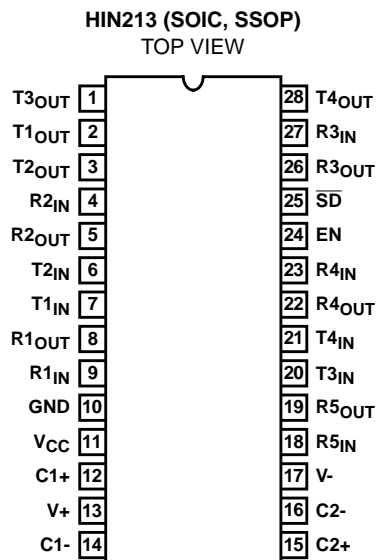 HIN213 (SOIC, SSOP)
TOP VIEW
T3OUT 1 28 T4OUT
T1OUT 2 27 R3IN
T2OUT 3 26 R3OUT
R2IN 4 25 SD
R2OUT 5 24 EN
T2IN 6 23 R4IN
T1IN 7 22 R4OUT
R1OUT 8 21 T4IN
R1IN 9 20 T3IN
GND 10 19 R5OUT
VCC 11 18 R5IN
C1+ 12 17 V-
V+ 13 16 C2-
C1- 14 15 C2+